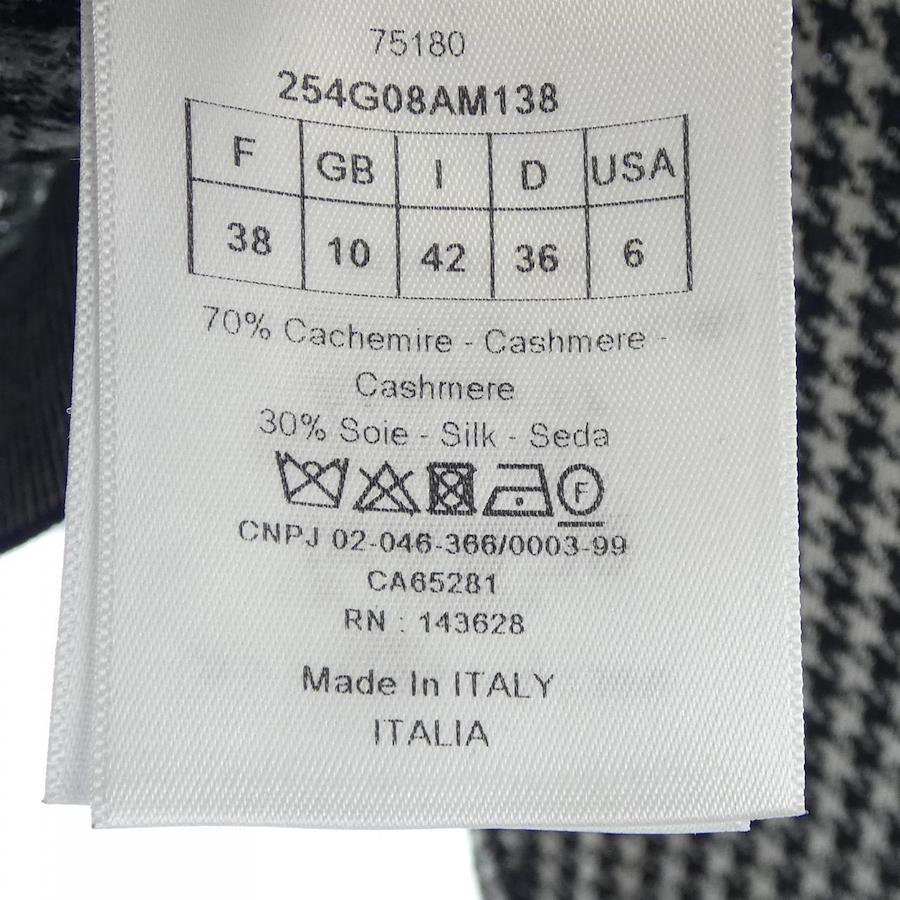 75180
254G08AM138
F GB I D USA
38 10 42 36 6
70% Cachemire - Cashmere -
Cashmere
30% Soie - Silk - Seda
F
CNPJ 02-046-366/0003-99
CA65281
RN : 143628
Made In ITALY
ITALIA